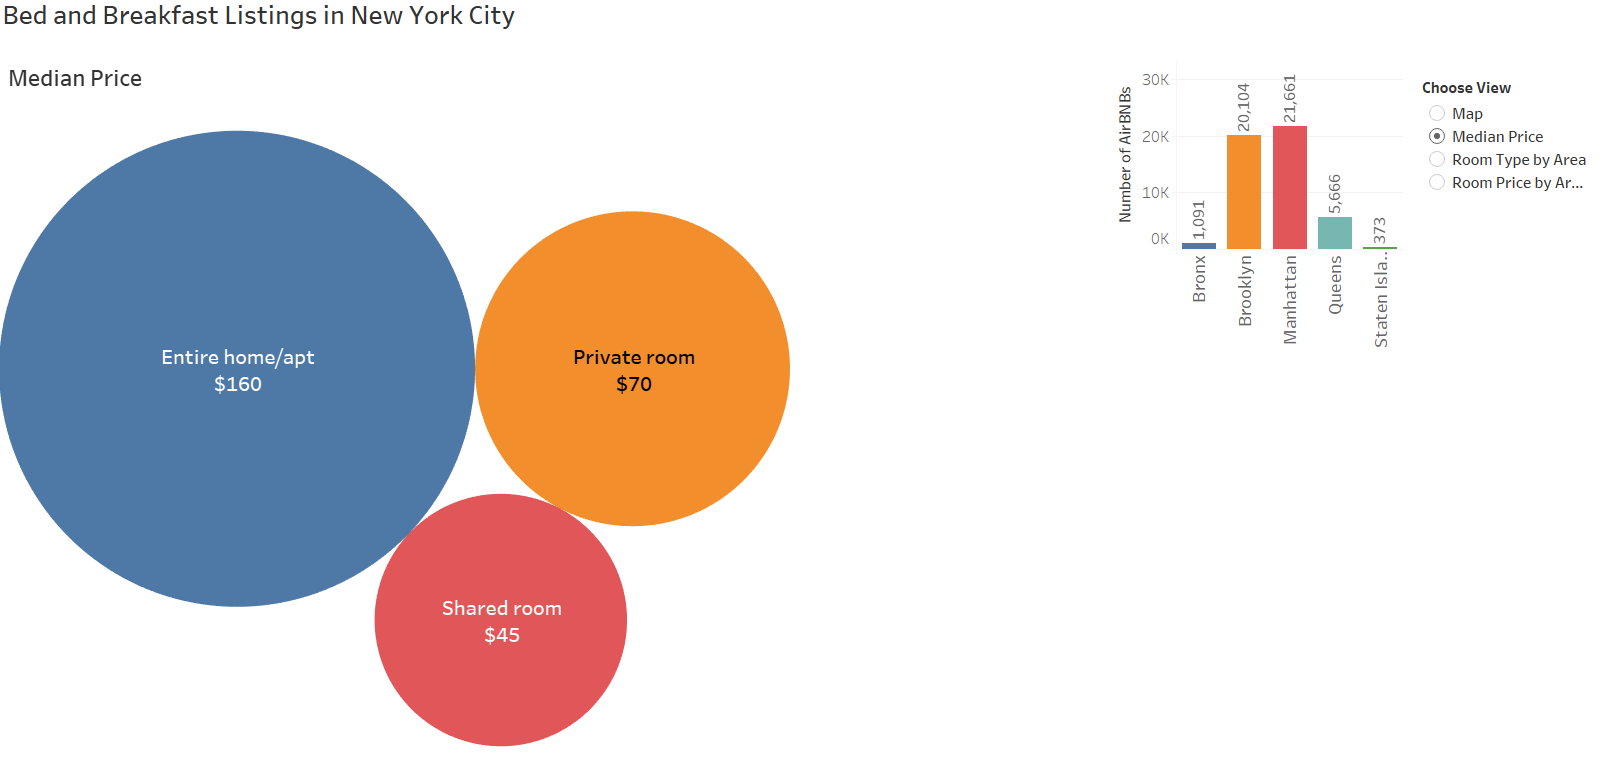 Bed and Breakfast Listings in New York City
Median Price
Entire home/apt
$160
Private room
$70
Shared room
$45
Number of AirBNBs
30K
20K
10K
0K
1,091
20,104
21,661
5,666
373
Bronx
Brooklyn
Manhattan
Queens
Staten Isla..
Choose View
Map
Median Price
Room Type by Area
Room Price by Ar...